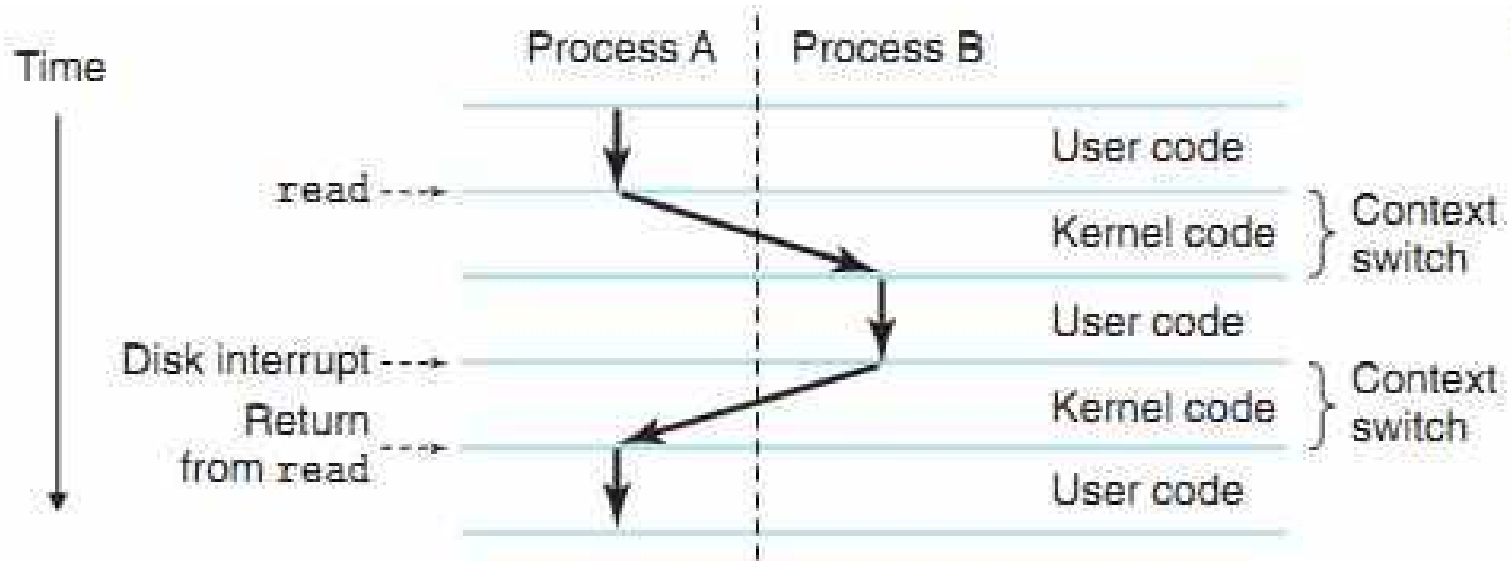 Process A
Process B
Time
User code
read
Kernel code
Context
switch
User code
Disk interrupt
Kernel code
Context
switch
Return
from read
User code